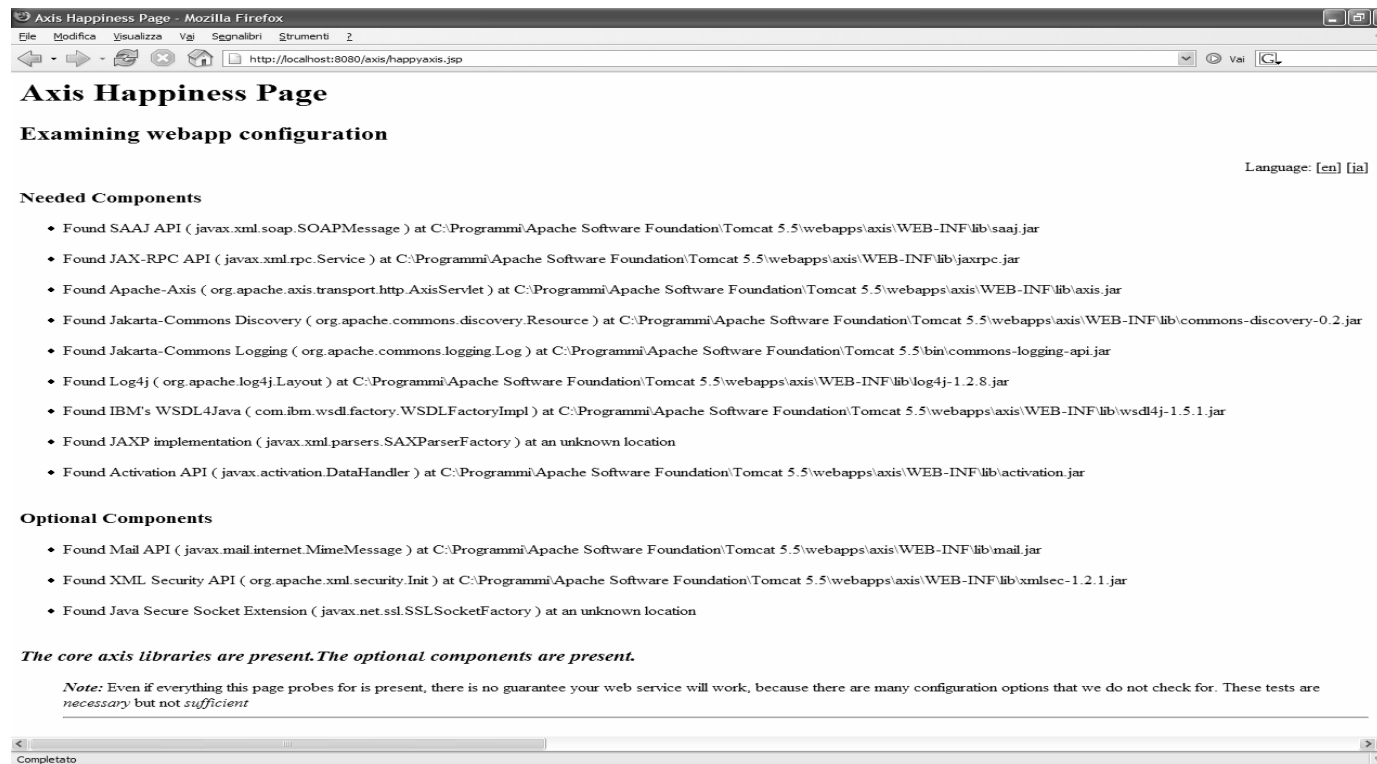 Axis Happiness Page - Mozilla Firefox
File Modifica Visualizza Vai Segnalibri Strumenti ?
http://localhost:8080/axis/happyaxis.jsp Vai G
Axis Happiness Page
Examining webapp configuration
Language: [en] [ja]
Needed Components
• Found SAAJ API ( javax.xml.soap.SOAPMessage ) at C:\Programmi\Apache Software Foundation\Tomcat 5.5\webapps\axis\WEB-INF\lib\saaj.jar
• Found JAX-RPC API ( javax.xml.rpc.Service ) at C:\Programmi\Apache Software Foundation\Tomcat 5.5\webapps\axis\WEB-INF\lib\jaxrpc.jar
• Found Apache-Axis ( org.apache.axis.transport.http.AxisServlet ) at C:\Programmi\Apache Software Foundation\Tomcat 5.5\webapps\axis\WEB-INF\lib\axis.jar
• Found Jakarta-Commons Discovery ( org.apache.commons.discovery.Resource ) at C:\Programmi\Apache Software Foundation\Tomcat 5.5\webapps\axis\WEB-INF\lib\commons-discovery-0.2.jar
• Found Jakarta-Commons Logging ( org.apache.commons.logging.Log ) at C:\Programmi\Apache Software Foundation\Tomcat 5.5\bin\commons-logging-api.jar
• Found Log4j ( org.apache.log4j.Layout ) at C:\Programmi\Apache Software Foundation\Tomcat 5.5\webapps\axis\WEB-INF\lib\log4j-1.2.8.jar
• Found IBM's WSDL4Java ( com.ibm.wsdl.factory.WSDLFactoryImpl ) at C:\Programmi\Apache Software Foundation\Tomcat 5.5\webapps\axis\WEB-INF\lib\wsdl4j-1.5.1.jar
• Found JAXP implementation ( javax.xml.parsers.SAXParserFactory ) at an unknown location
• Found Activation API ( javax.activation.DataHandler ) at C:\Programmi\Apache Software Foundation\Tomcat 5.5\webapps\axis\WEB-INF\lib\activation.jar
Optional Components
• Found Mail API ( javax.mail.internet.MimeMessage ) at C:\Programmi\Apache Software Foundation\Tomcat 5.5\webapps\axis\WEB-INF\lib\mail.jar
• Found XML Security API ( org.apache.xml.security.Init ) at C:\Programmi\Apache Software Foundation\Tomcat 5.5\webapps\axis\WEB-INF\lib\xmlsec-1.2.1.jar
• Found Java Secure Socket Extension ( javax.net.ssl.SSLSocketFactory ) at an unknown location
The core axis libraries are present.The optional components are present.
Note: Even if everything this page probes for is present, there is no guarantee your web service will work, because there are many configuration options that we do not check for. These tests are
necessary but not sufficient
Completato